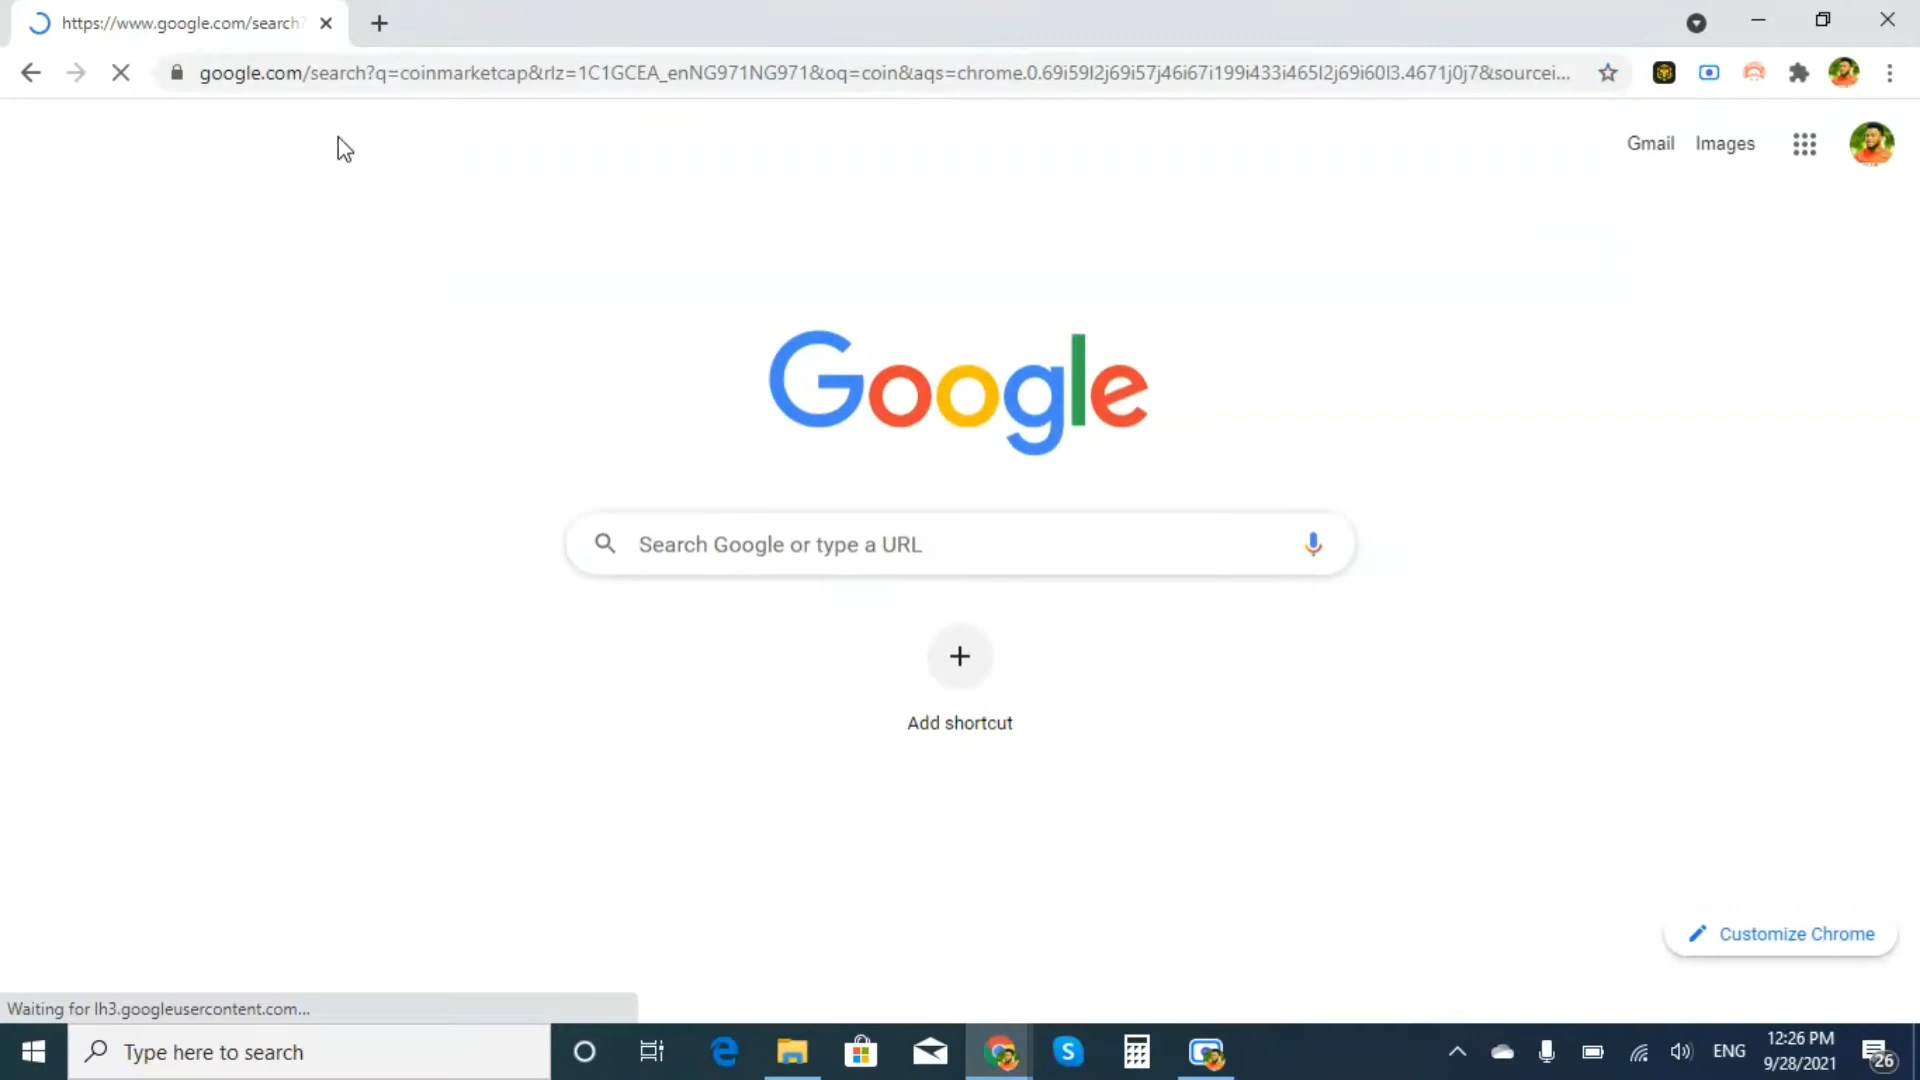 https://www.google.com/search?
google.com/search?q=coinmarketcap&rlz=1C1GCEA_enNG971NG971&oq=coin&aqs=chrome.0.69i59l2j69i57j46i67i199i433i465l2j69i60l3.4671j0j7&sourcei...
Gmail Images
Google
Search Google or type a URL
Add shortcut
Customize Chrome
Waiting for lh3.googleusercontent.com...
Type here to search
ENG
12:26 PM
9/28/2021
26